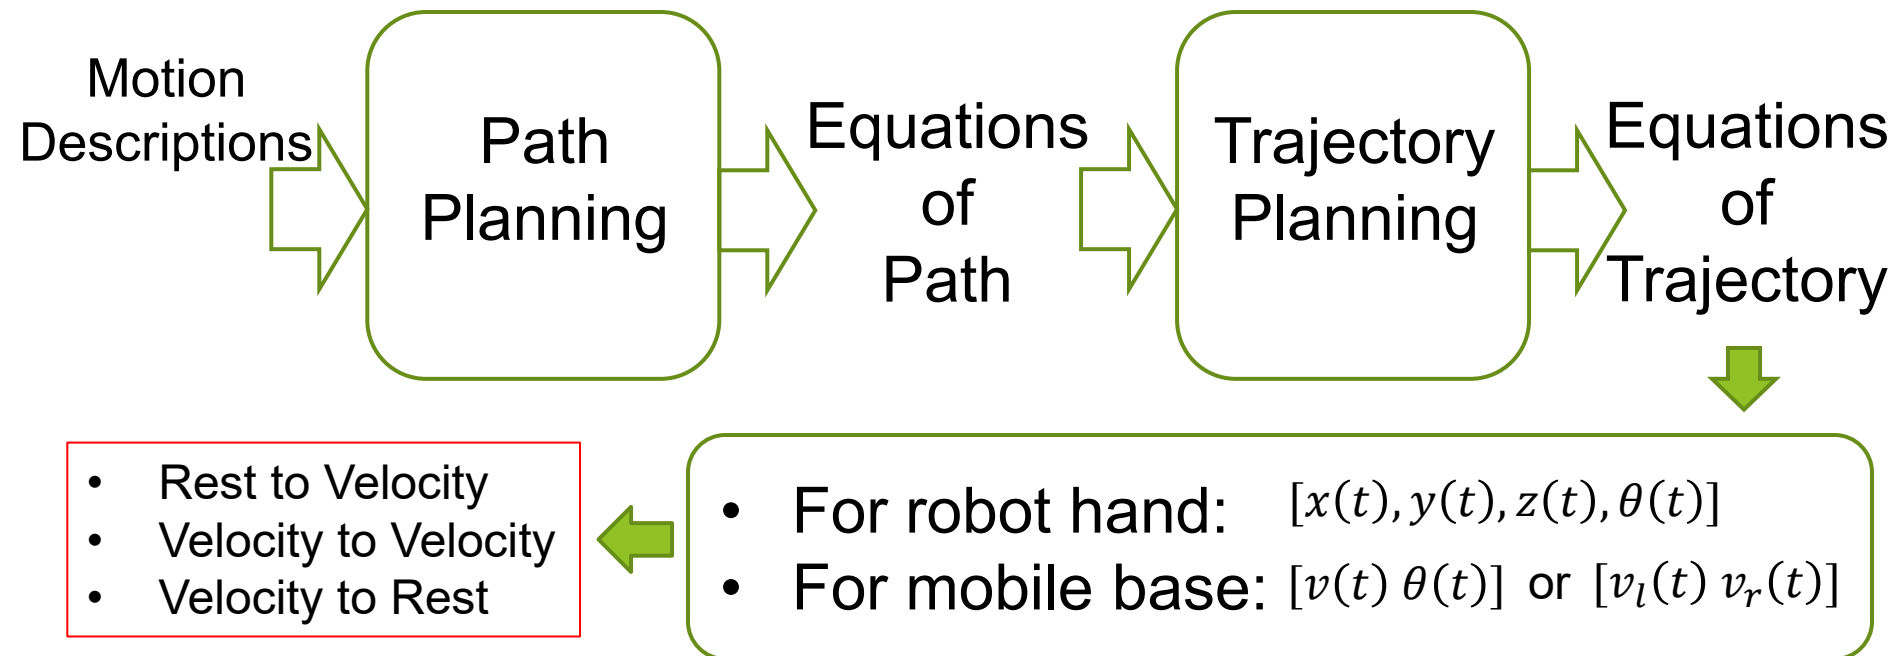 Motion
Descriptions
Path
Planning
Equations
of
Path
Trajectory
Planning
Equations
of
Trajectory
• Rest to Velocity
• Velocity to Velocity
• Velocity to Rest
• For robot hand: [x(t), y(t), z(t), θ(t)]
• For mobile base: [v(t) θ(t)] or [v_l(t) v_r(t)]